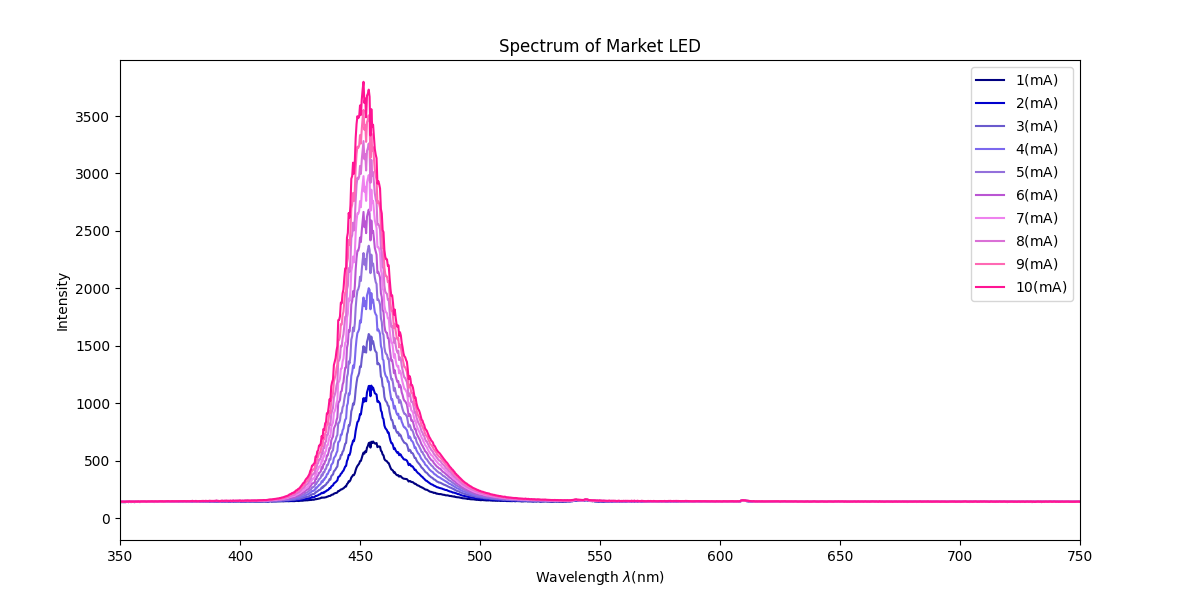 Spectrum of Market LED
Intensity
3500
3000
2500
2000
1500
1000
500
0
350 400 450 500 550 600 650 700 750
Wavelength λ(nm)
1(mA)
2(mA)
3(mA)
4(mA)
5(mA)
6(mA)
7(mA)
8(mA)
9(mA)
10(mA)